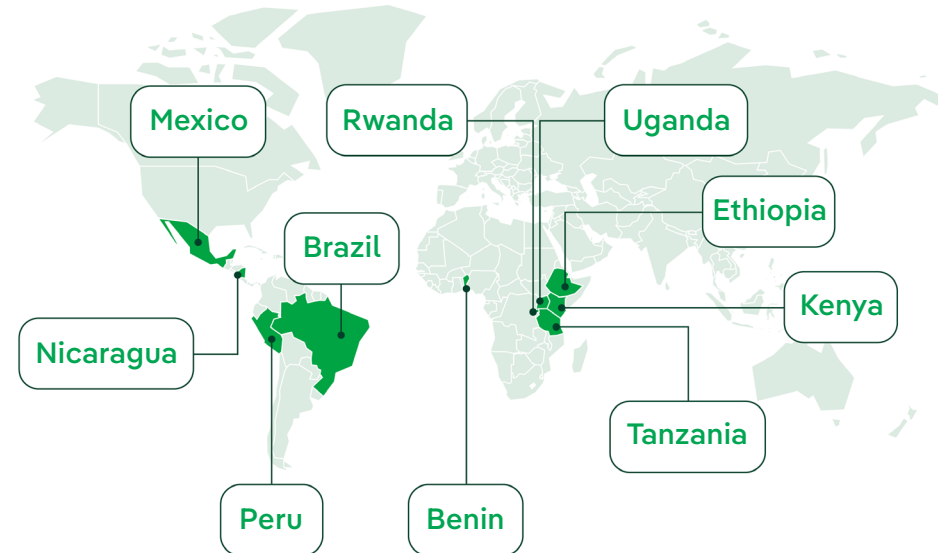 Mexico
Rwanda
Uganda
Ethiopia
Brazil
Kenya
Nicaragua
Tanzania
Peru
Benin